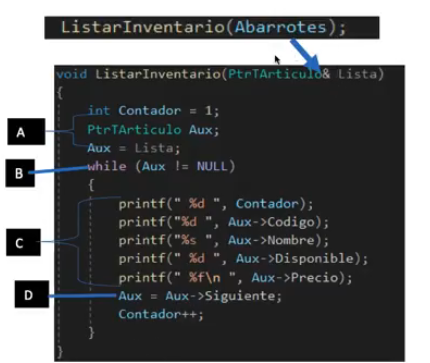 ListarInventario(Abarrotes);
void ListarInventario(PtrTArticulo& Lista)
{
int Contador = 1;
A
PtrTArticulo Aux;
Aux = Lista;
B
while (Aux != NULL)
{
printf(" %d ", Contador);
printf("%d ", Aux->Codigo);
C
printf("%s ", Aux->Nombre);
printf(" %d ", Aux->Disponible);
printf(" %f\n ", Aux->Precio);
D
Aux = Aux->Siguiente;
Contador++;
}
}